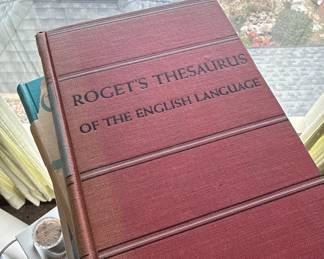 ROGET'S THESAURUS
OF THE ENGLISH LANGUAGE